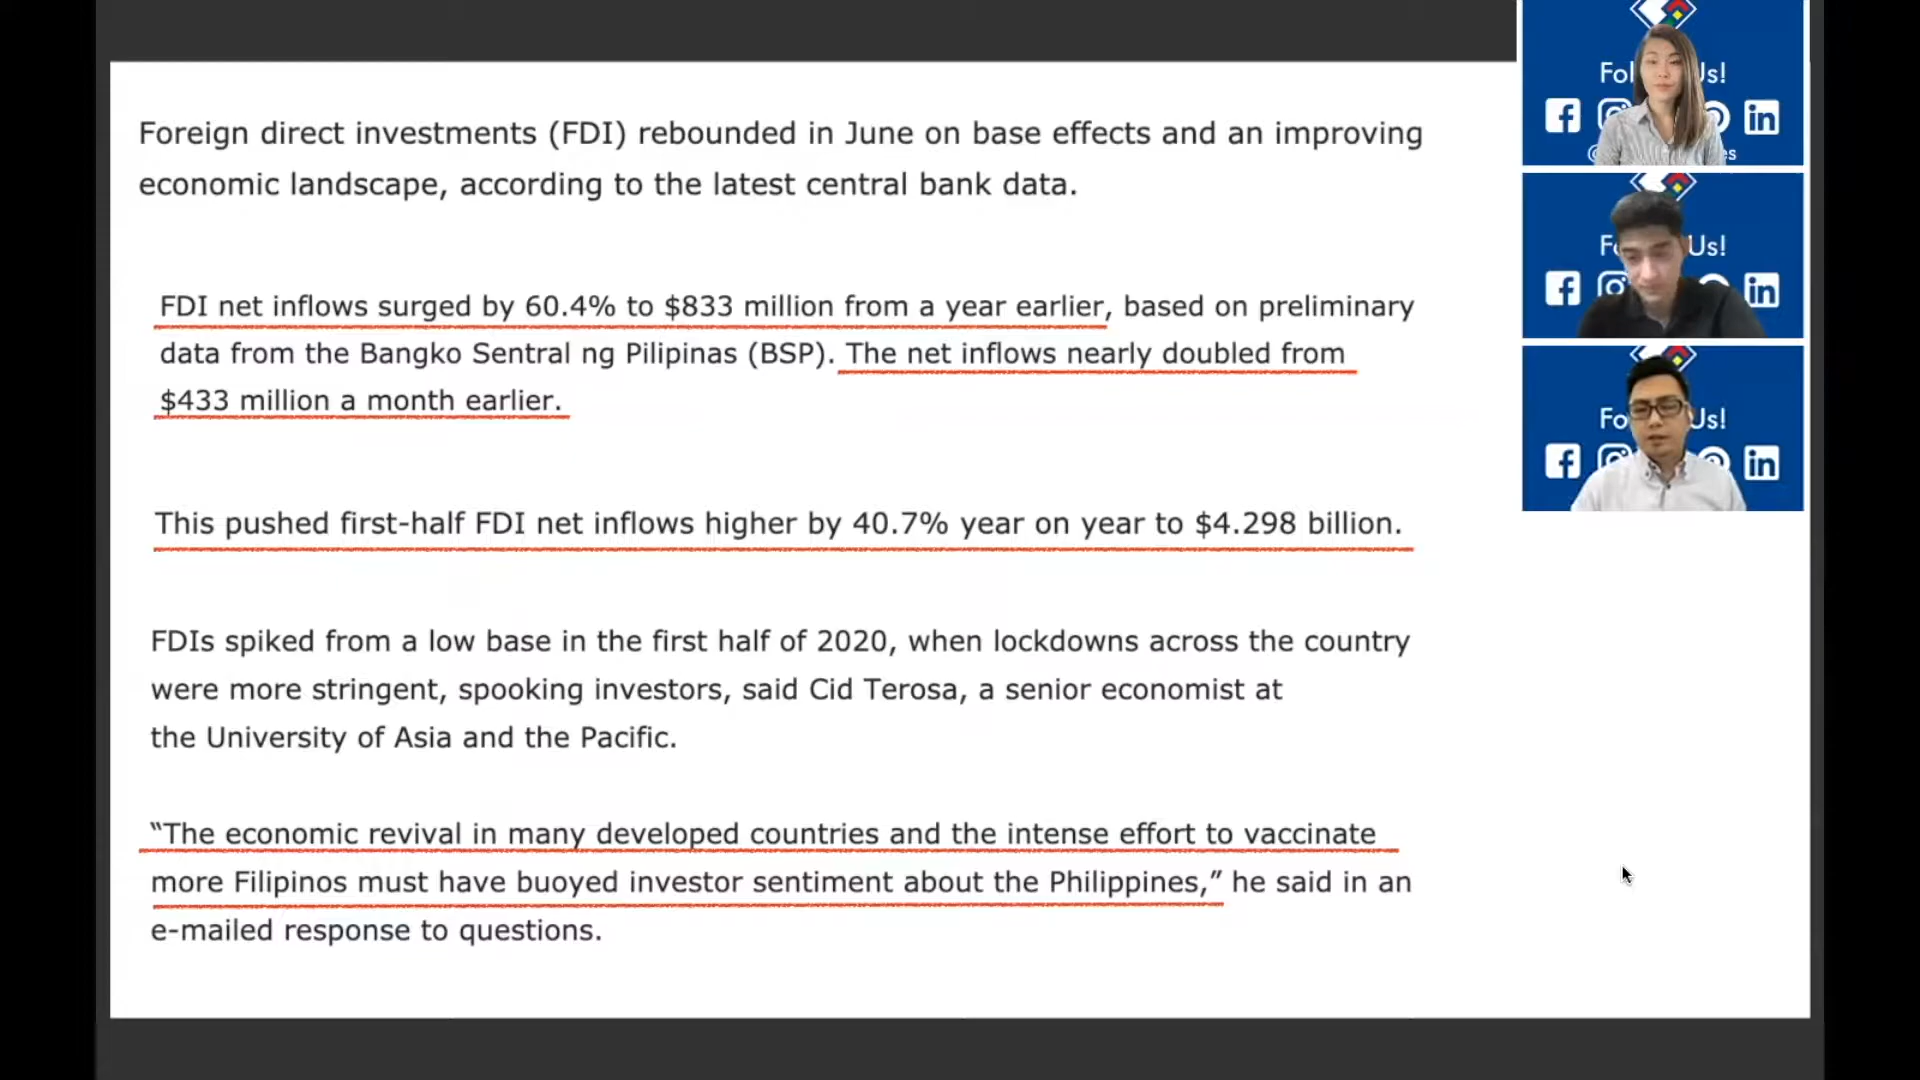 Foreign direct investments (FDI) rebounded in June on base effects and an improving
economic landscape, according to the latest central bank data.
FDI net inflows surged by 60.4% to $833 million from a year earlier, based on preliminary
data from the Bangko Sentral ng Pilipinas (BSP). The net inflows nearly doubled from
$433 million a month earlier.
This pushed first-half FDI net inflows higher by 40.7% year on year to $4.298 billion.
FDIs spiked from a low base in the first half of 2020, when lockdowns across the country
were more stringent, spooking investors, said Cid Terosa, a senior economist at
the University of Asia and the Pacific.
“The economic revival in many developed countries and the intense effort to vaccinate
more Filipinos must have buoyed investor sentiment about the Philippines,” he said in an
e-mailed response to questions.
Us!
in
Us!
in
Us!
in